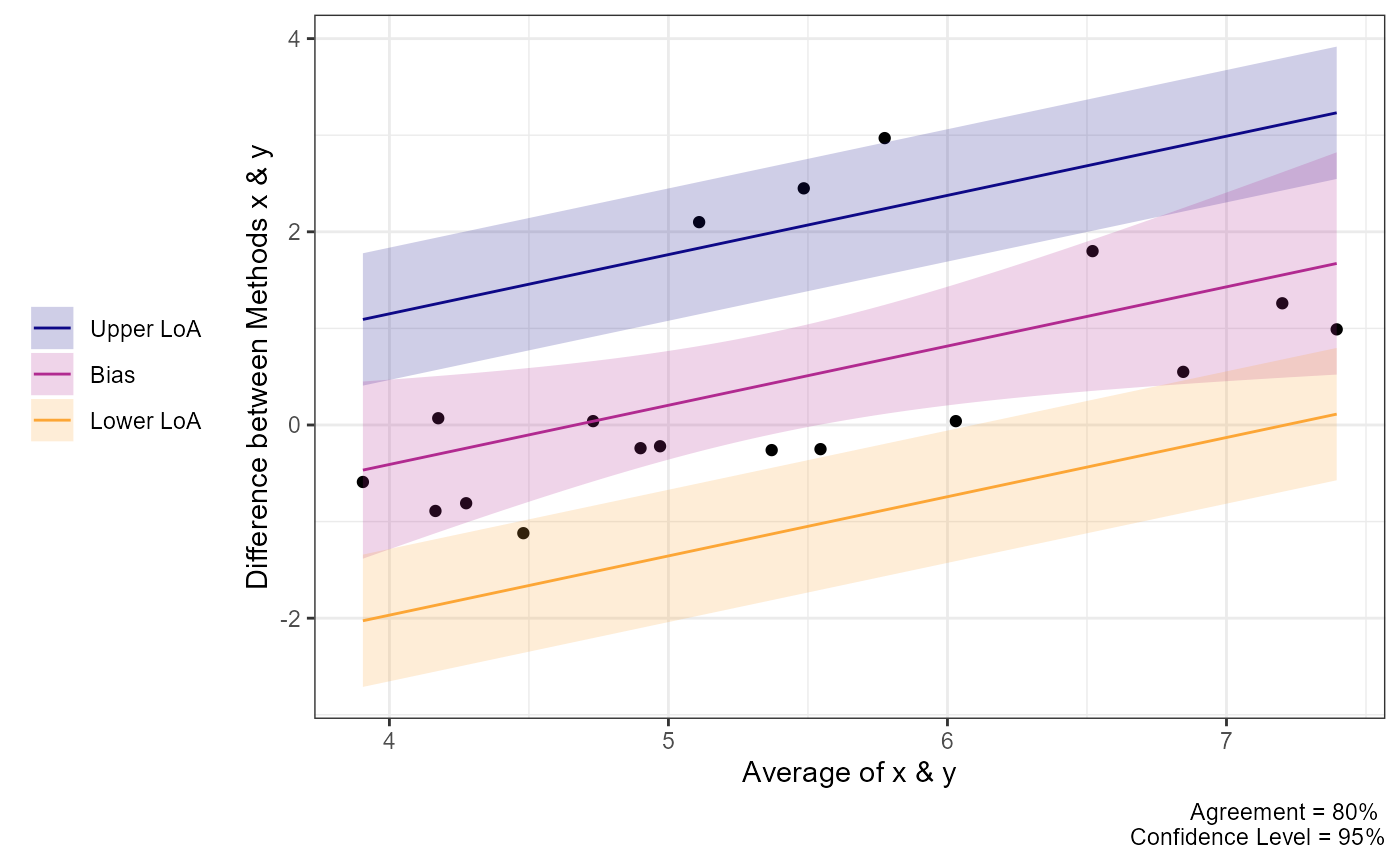 Upper LoA
Bias
Lower LoA
Difference between Methods x & y
4
2
0
-2
4
5
6
7
Average of x & y
Agreement = 80%
Confidence Level = 95%